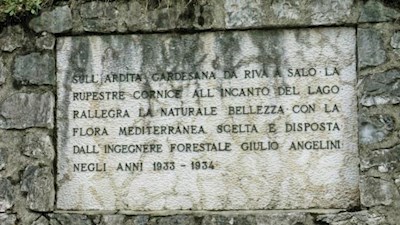 SULL'ARDITA GARDESANA DA RIVA A SALO LA
RUPESTRE CORNICE ALL'INCANTO DEL LAGO
RALLEGRA LA NATURALE BELLEZZA CON LA
FLORA MEDITERRANEA SCELTA E DISPOSTA
DALL'INGEGNERE FORESTALE GIULIO ANGELINI
NEGLI ANNI 1933 - 1934